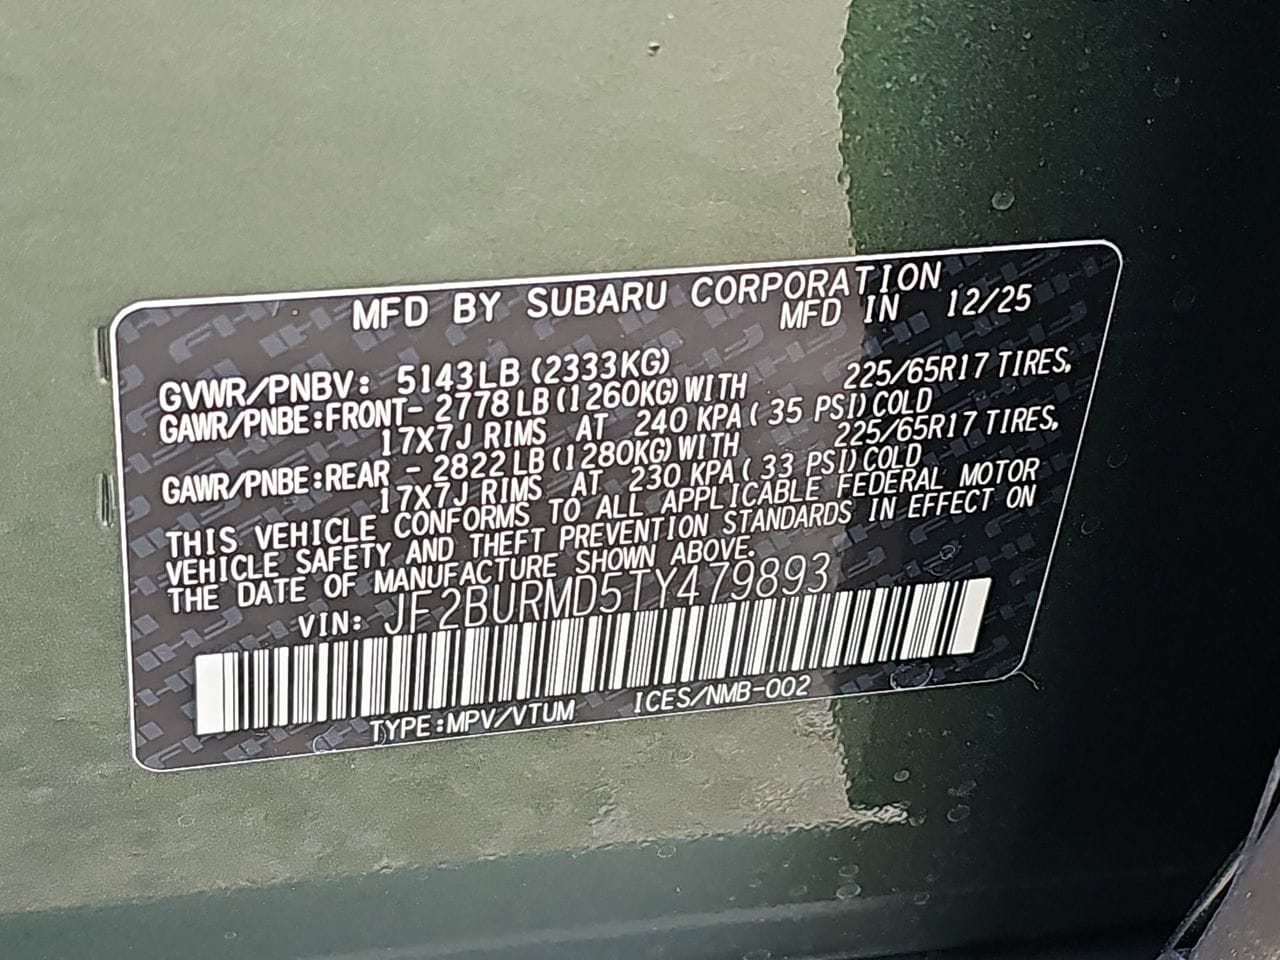 MFD BY SUBARU CORPORATION
MFD IN 12/25
GVWR/PNBV: 5143LB (2333KG)
GAWR/PNBE:FRONT- 2778 LB (1260KG) WITH 225/65R17 TIRES,
17X7J RIMS AT 240 KPA ( 35 PSI) COLD
GAWR/PNBE:REAR - 2822 LB (1280KG) WITH 225/65R17 TIRES,
17X7J RIMS AT 230 KPA ( 33 PSI) COLD
THIS VEHICLE CONFORMS TO ALL APPLICABLE FEDERAL MOTOR
VEHICLE SAFETY AND THEFT PREVENTION STANDARDS IN EFFECT ON
THE DATE OF MANUFACTURE SHOWN ABOVE.
VIN: JF2BURMD5TY479893
TYPE:MPV/VTUM ICES/NMB-002